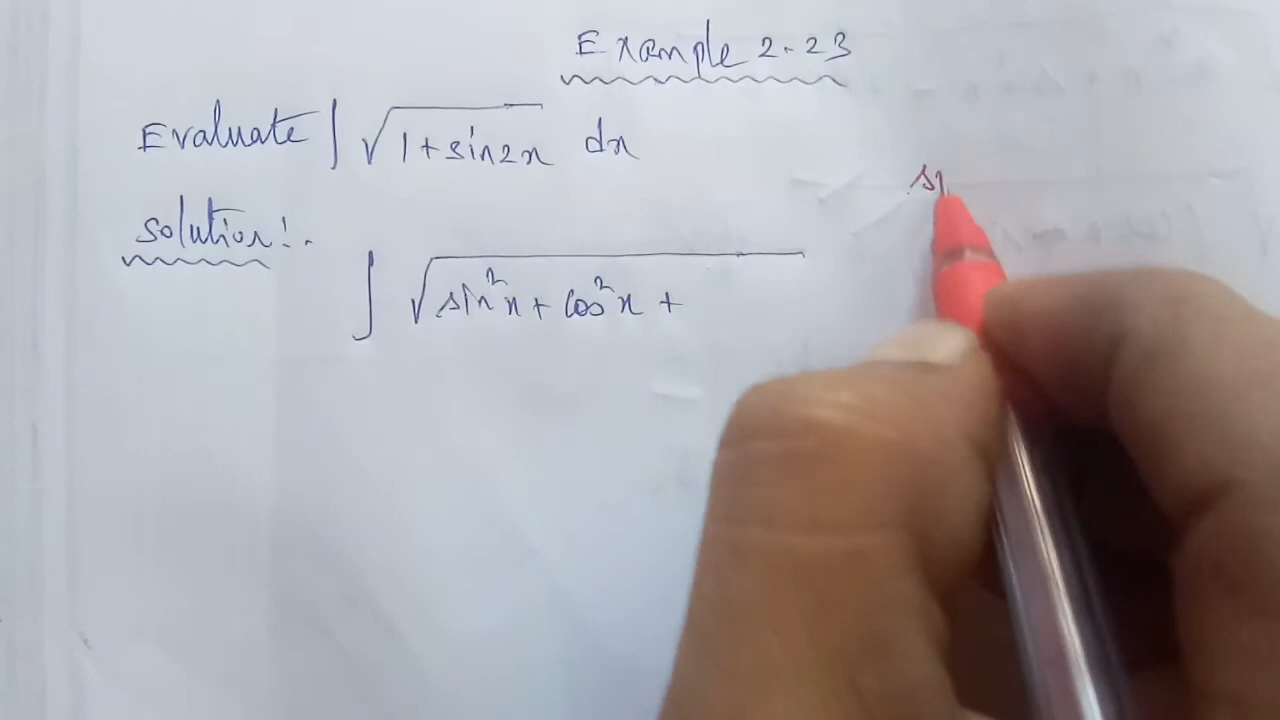 Example 2.23
Evaluate ∫ √(1+sin2x) dx
solution:.
∫ √(sin²x + cos²x +